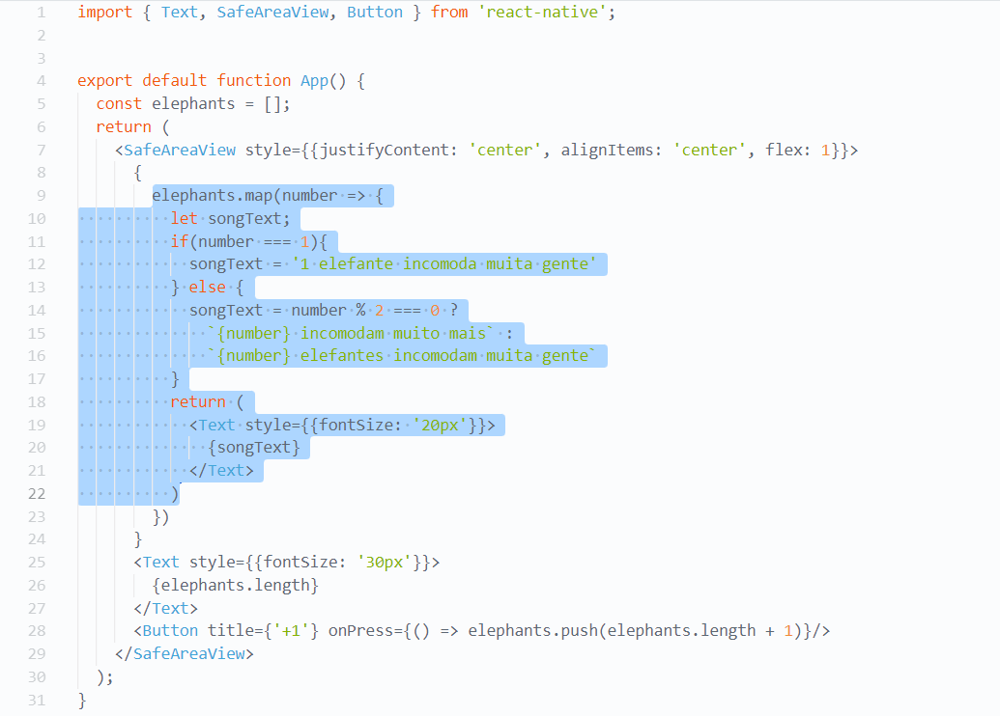 1 import { Text, SafeAreaView, Button } from 'react-native';
2
3
4 export default function App() {
5   const elephants = [];
6   return (
7     <SafeAreaView style={{justifyContent: 'center', alignItems: 'center', flex: 1}}>
8       {
9         elephants.map(number => {
10           let songText;
11           if(number === 1){
12             songText = '1 elefante incomoda muita gente'
13           } else {
14             songText = number % 2 === 0 ?
15               `{number} incomodam muito mais` :
16               `{number} elefantes incomodam muita gente`
17           }
18           return (
19             <Text style={{fontSize: '20px'}}>
20               {songText}
21             </Text>
22           )
23         })
24       }
25       <Text style={{fontSize: '30px'}}>
26         {elephants.length}
27       </Text>
28       <Button title={'+1'} onPress={() => elephants.push(elephants.length + 1)}/>
29     </SafeAreaView>
30   );
31 }